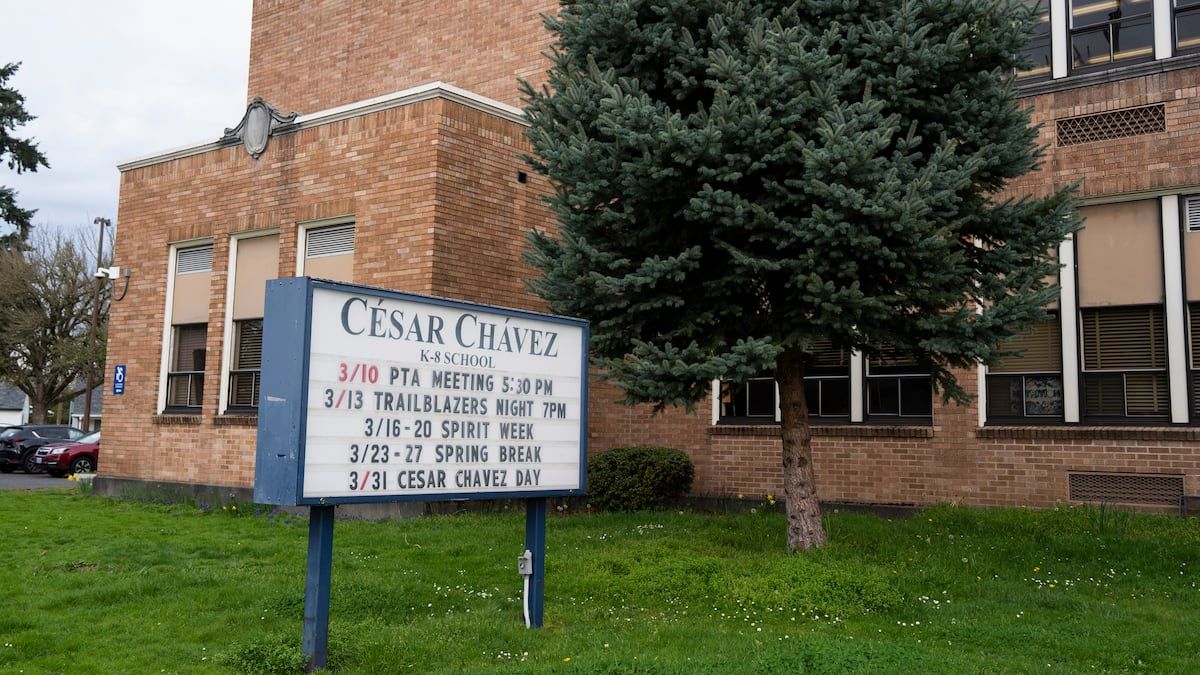 CÉSAR CHÁVEZ
K-8 SCHOOL
3/10 PTA MEETING 5:30 PM
3/13 TRAILBLAZERS NIGHT 7PM
3/16-20 SPIRIT WEEK
3/23-27 SPRING BREAK
3/31 CESAR CHAVEZ DAY